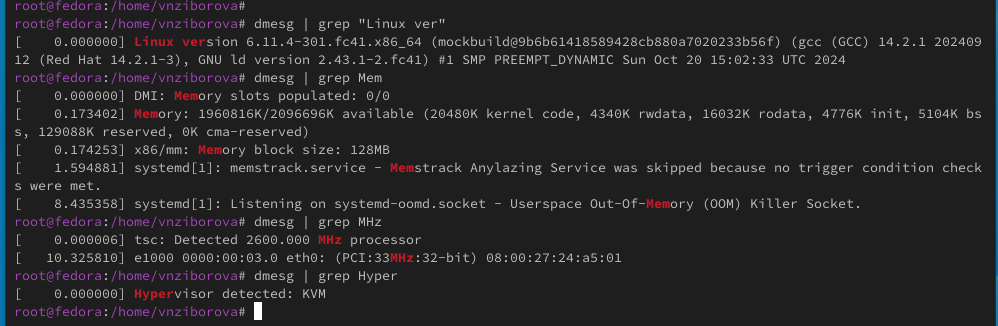 root@fedora:/home/vnziborova#
root@fedora:/home/vnziborova# dmesg | grep "Linux ver"
[    0.000000] Linux version 6.11.4-301.fc41.x86_64 (mockbuild@9b6b61418589428cb880a7020233b56f) (gcc (GCC) 14.2.1 202409
12 (Red Hat 14.2.1-3), GNU ld version 2.43.1-2.fc41) #1 SMP PREEMPT_DYNAMIC Sun Oct 20 15:02:33 UTC 2024
root@fedora:/home/vnziborova# dmesg | grep Mem
[    0.000000] DMI: Memory slots populated: 0/0
[    0.173402] Memory: 1960816K/2096696K available (20480K kernel code, 4340K rwdata, 16032K rodata, 4776K init, 5104K bs
s, 129088K reserved, 0K cma-reserved)
[    0.174253] x86/mm: Memory block size: 128MB
[    1.594881] systemd[1]: memstrack.service - Memstrack Anylazing Service was skipped because no trigger condition check
s were met.
[    8.435358] systemd[1]: Listening on systemd-oomd.socket - Userspace Out-Of-Memory (OOM) Killer Socket.
root@fedora:/home/vnziborova# dmesg | grep MHz
[    0.000006] tsc: Detected 2600.000 MHz processor
[   10.325810] e1000 0000:00:03.0 eth0: (PCI:33MHz:32-bit) 08:00:27:24:a5:01
root@fedora:/home/vnziborova# dmesg | grep Hyper
[    0.000000] Hypervisor detected: KVM
root@fedora:/home/vnziborova#